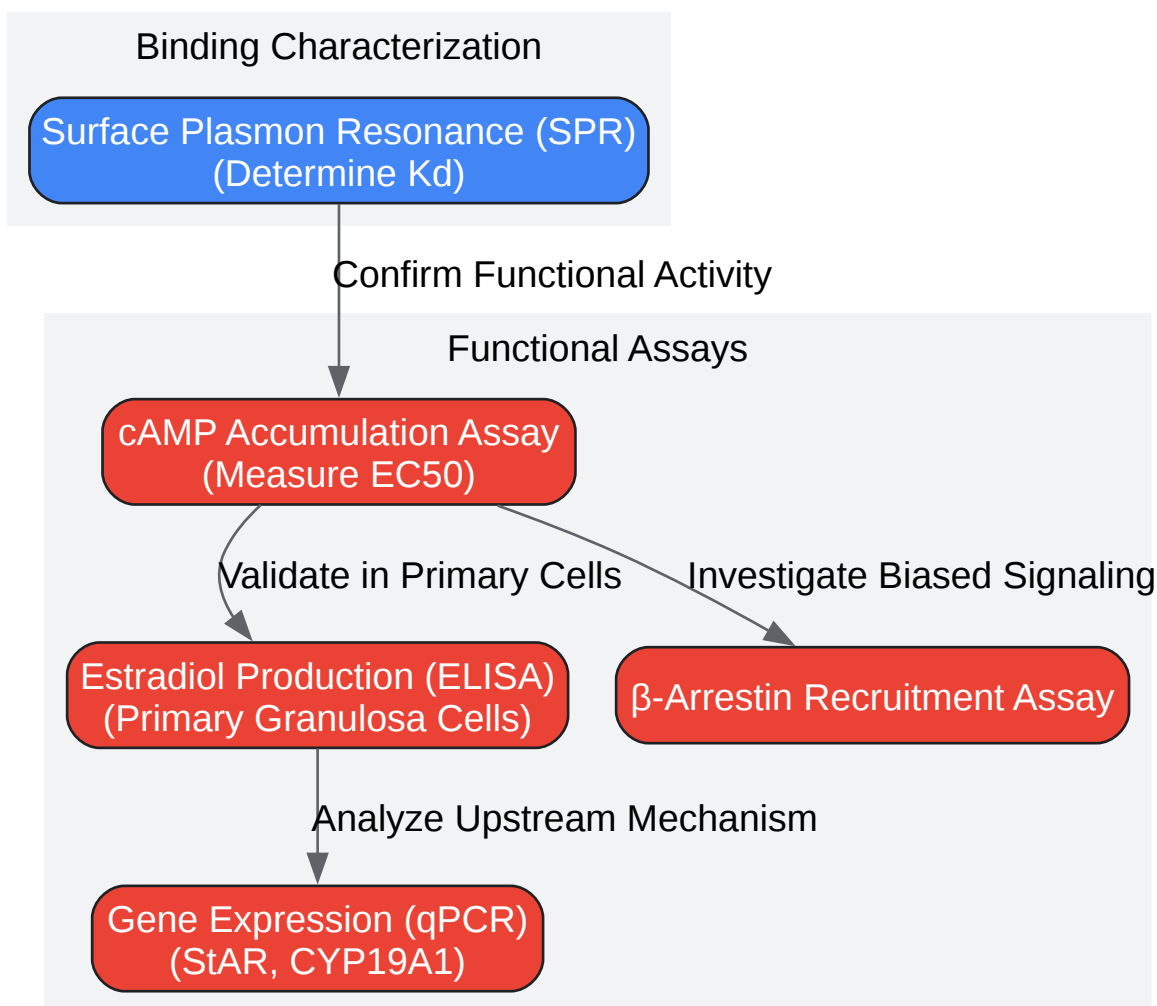 Binding Characterization
Surface Plasmon Resonance (SPR)
(Determine Kd)
Confirm Functional Activity
Functional Assays
cAMP Accumulation Assay
(Measure EC50)
Validate in Primary Cells
Investigate Biased Signaling
Estradiol Production (ELISA)
(Primary Granulosa Cells)
β-Arrestin Recruitment Assay
Analyze Upstream Mechanism
Gene Expression (qPCR)
(StAR, CYP19A1)